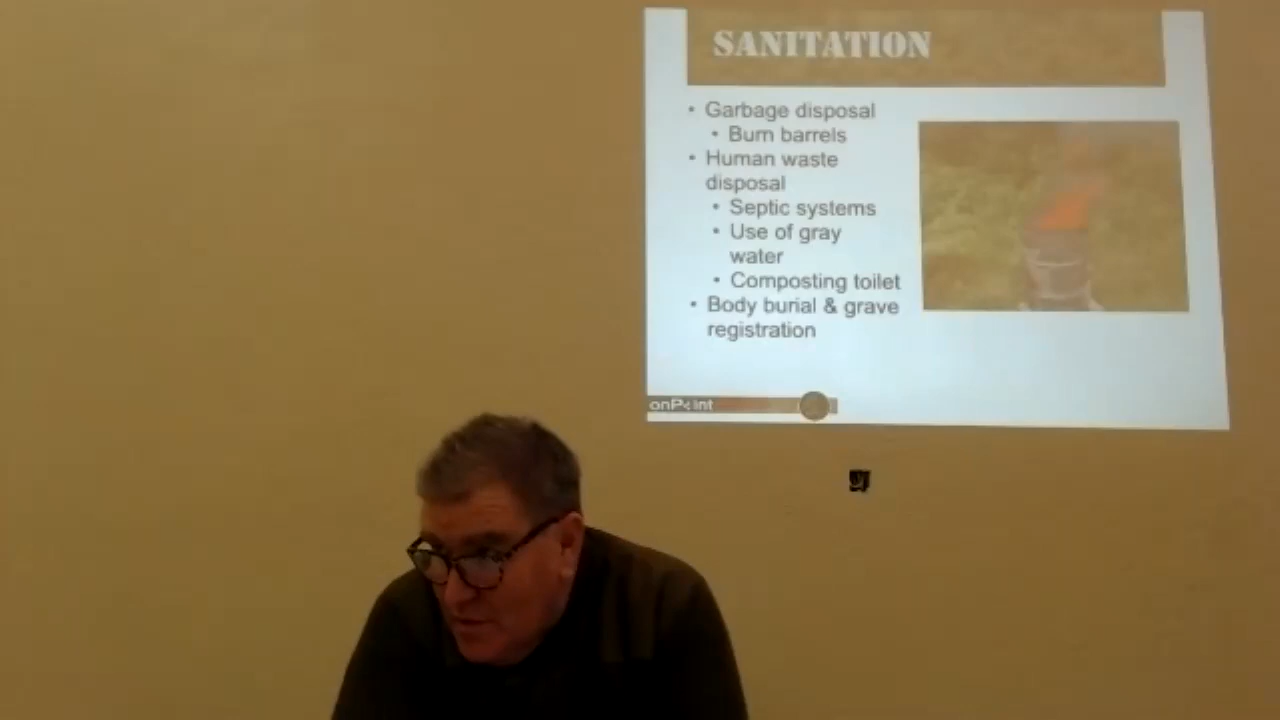 SANITATION
• Garbage disposal
• Burn barrels
• Human waste
disposal
• Septic systems
• Use of gray
water
• Composting toilet
• Body burial & grave
registration
onPoint